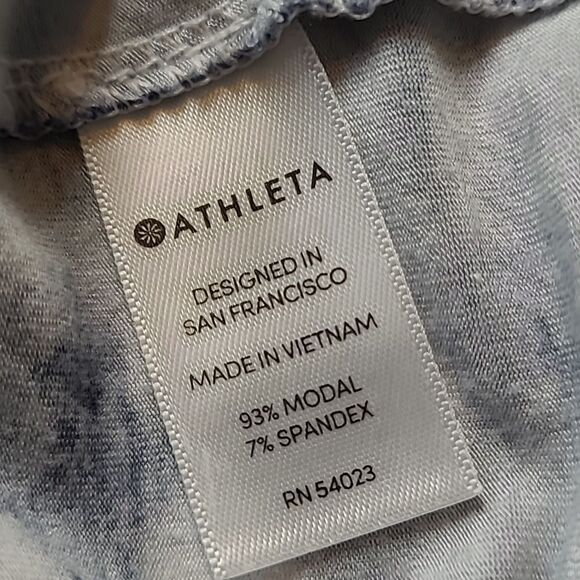 ATHLETA
DESIGNED IN
SAN FRANCISCO
MADE IN VIETNAM
93% MODAL
7% SPANDEX
RN 54023